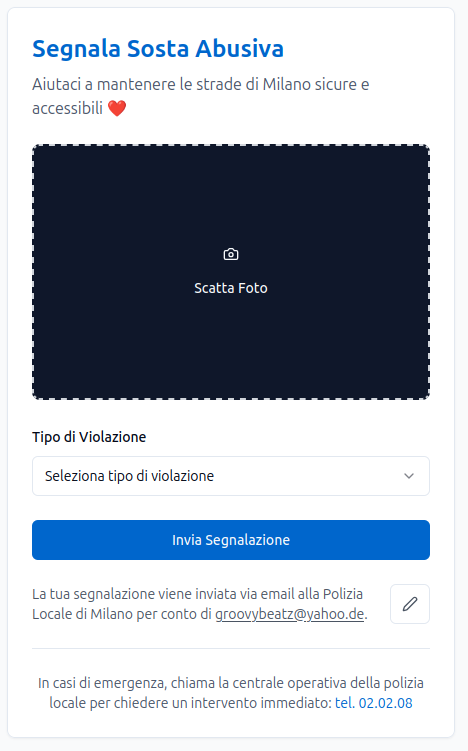 Segnala Sosta Abusiva
Aiutaci a mantenere le strade di Milano sicure e
accessibili ❤️
Scatta Foto
Tipo di Violazione
Seleziona tipo di violazione
Invia Segnalazione
La tua segnalazione viene inviata via email alla Polizia
Locale di Milano per conto di groovybeatz@yahoo.de.
In casi di emergenza, chiama la centrale operativa della polizia
locale per chiedere un intervento immediato: tel. 02.02.08